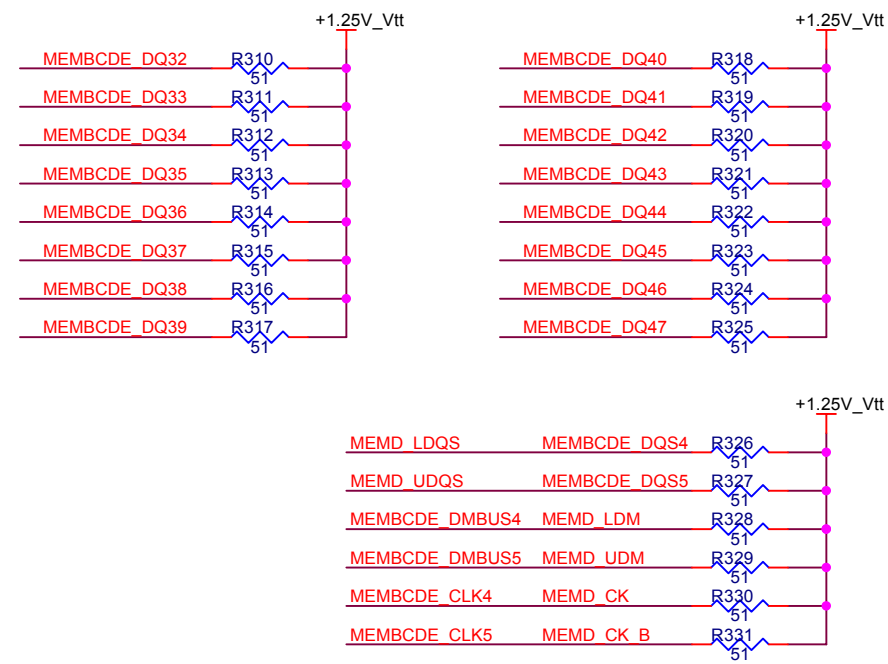 +1.25V_Vtt
MEMBCDE_DQ32 R310
51
MEMBCDE_DQ33 R311
51
MEMBCDE_DQ34 R312
51
MEMBCDE_DQ35 R313
51
MEMBCDE_DQ36 R314
51
MEMBCDE_DQ37 R315
51
MEMBCDE_DQ38 R316
51
MEMBCDE_DQ39 R317
51
+1.25V_Vtt
MEMBCDE_DQ40 R318
51
MEMBCDE_DQ41 R319
51
MEMBCDE_DQ42 R320
51
MEMBCDE_DQ43 R321
51
MEMBCDE_DQ44 R322
51
MEMBCDE_DQ45 R323
51
MEMBCDE_DQ46 R324
51
MEMBCDE_DQ47 R325
51
+1.25V_Vtt
MEMD_LDQS MEMBCDE_DQS4 R326
51
MEMD_UDQS MEMBCDE_DQS5 R327
51
MEMBCDE_DMBUS4 MEMD_LDM R328
51
MEMBCDE_DMBUS5 MEMD_UDM R329
51
MEMBCDE_CLK4 MEMD_CK R330
51
MEMBCDE_CLK5 MEMD_CK_B R331
51